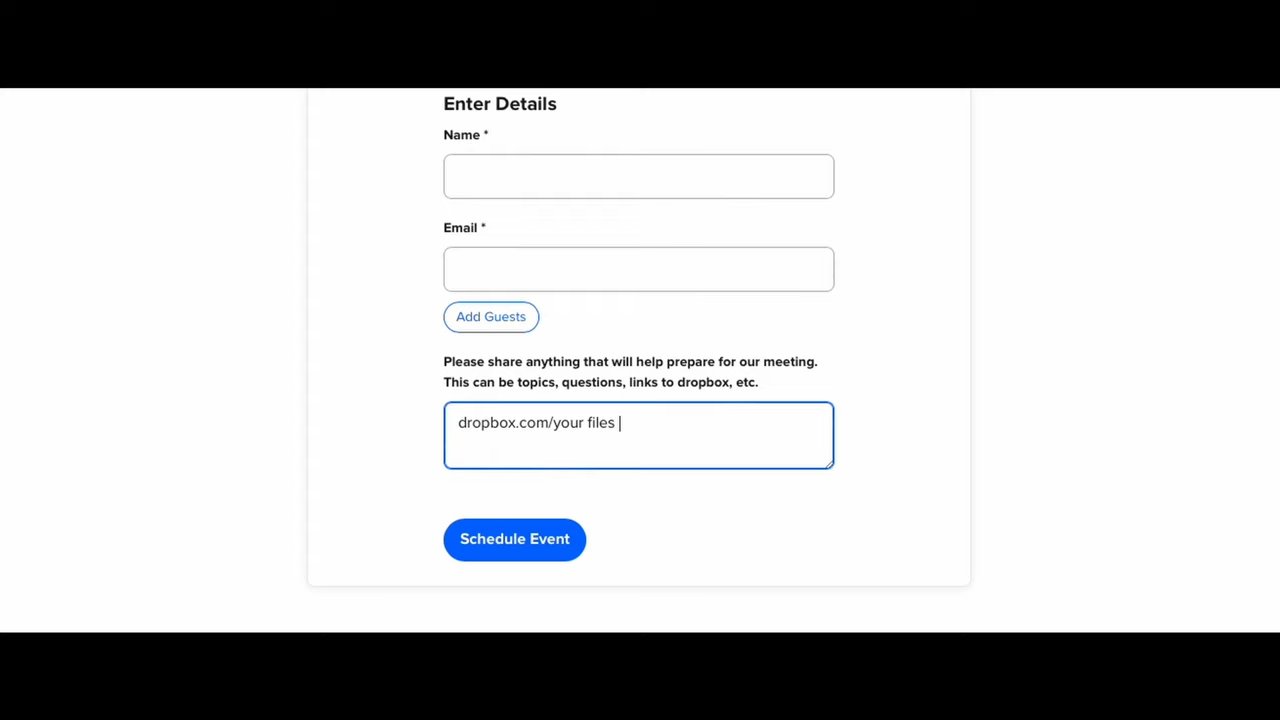 Enter Details
Name *
Email *
Add Guests
Please share anything that will help prepare for our meeting.
This can be topics, questions, links to dropbox, etc.
dropbox.com/your files
Schedule Event